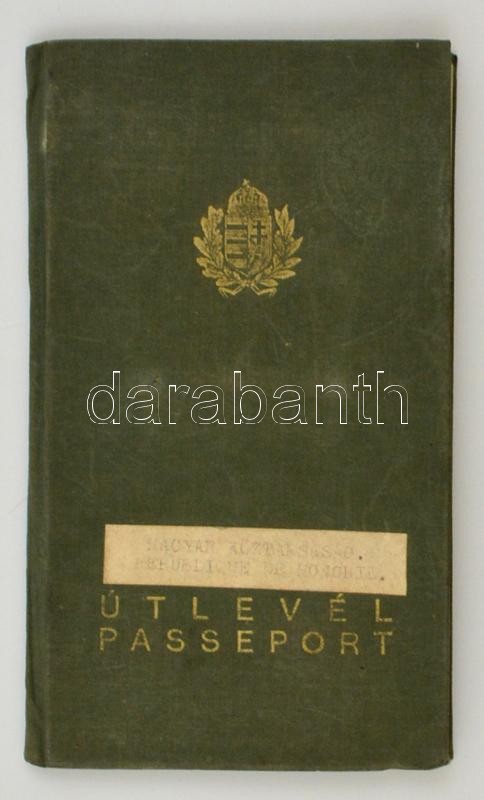 darabanth
MAGYAR KÖZTÁRSASÁG.
REPUBLIQUE DE HONGRIE.
ÚTLEVÉL
PASSEPORT